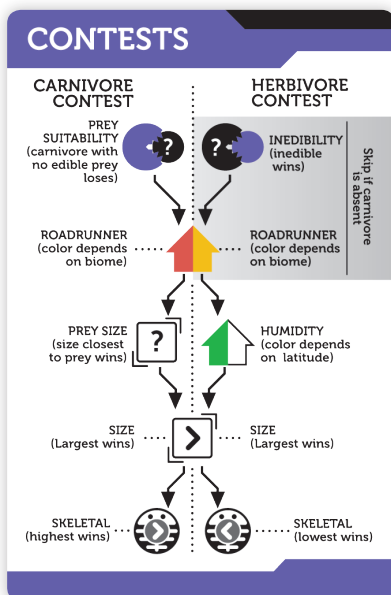 CONTESTS
CARNIVORE
CONTEST
HERBIVORE
CONTEST
PREY
SUITABILITY
(carnivore with
no edible prey
loses)
?
?
INEDIBILITY
(inedible
wins)
Skip if carnivore
is absent
ROADRUNNER
(color depends
on biome)
ROADRUNNER
(color depends
on biome)
PREY SIZE
(size closest
to prey wins)
?
HUMIDITY
(color depends
on latitude)
SIZE
(Largest wins)
SIZE
(Largest wins)
SKELETAL
(highest wins)
SKELETAL
(lowest wins)